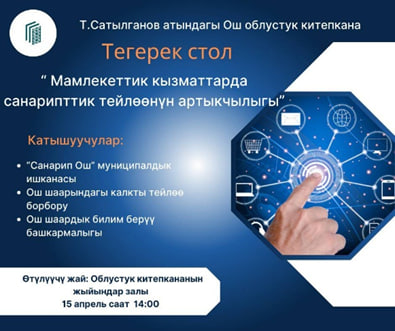 Т.Сатылганов атындагы Ош облустук китепкана
Тегерек стол
“ Мамлекеттик кызматтарда
санарипттик тейлөөнүн артыкчылыгы”
Катышуучулар:
“Санарип Ош” муниципалдык
ишканасы
Ош шаарындагы калкты тейлөө
борбору
Ош шаардык билим берүү
башкармалыгы
Өтүлүүчү жай: Облустук китепкананын
жыйындар залы
15 апрель саат 14:00